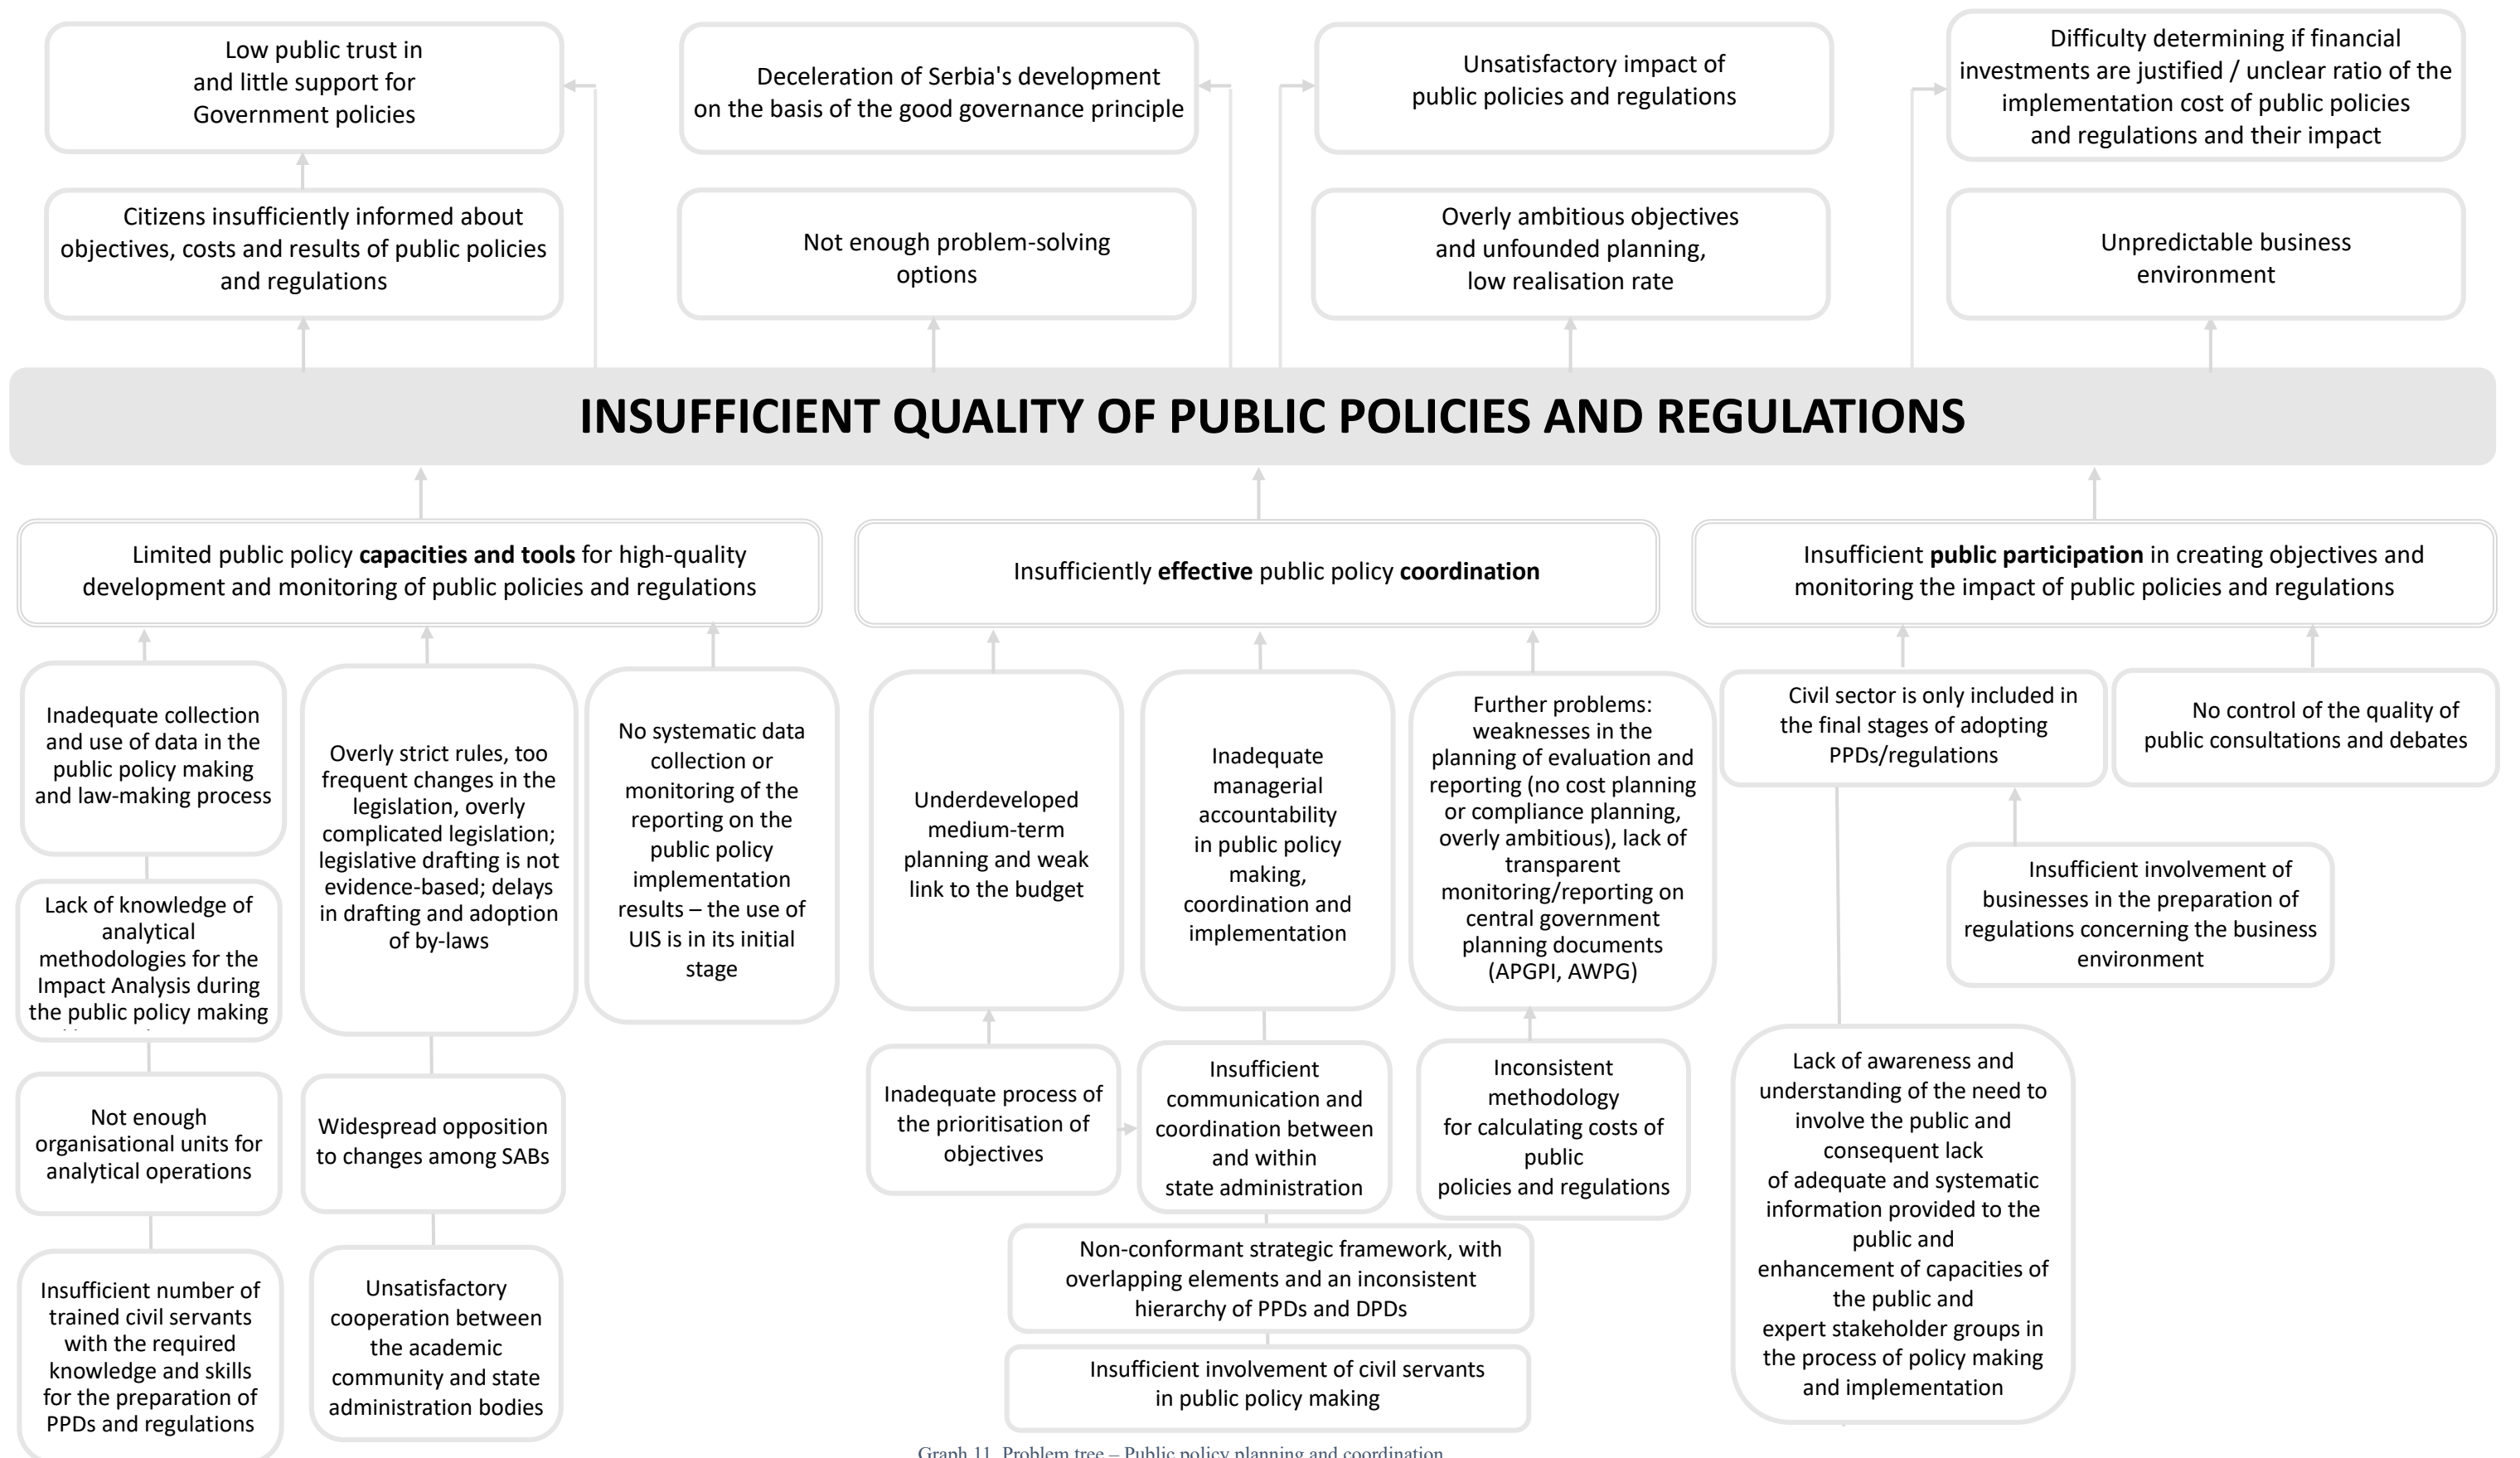 Low public trust in
and little support for
Government policies
Deceleration of Serbia's development
on the basis of the good governance principle
Unsatisfactory impact of
public policies and regulations
Difficulty determining if financial
investments are justified / unclear ratio of the
implementation cost of public policies
and regulations and their impact
Citizens insufficiently informed about
objectives, costs and results of public policies
and regulations
Not enough problem-solving
options
Overly ambitious objectives
and unfounded planning,
low realisation rate
Unpredictable business
environment
INSUFFICIENT QUALITY OF PUBLIC POLICIES AND REGULATIONS
Limited public policy capacities and tools for high-quality
development and monitoring of public policies and regulations
Insufficiently effective public policy coordination
Insufficient public participation in creating objectives and
monitoring the impact of public policies and regulations
Inadequate collection
and use of data in the
public policy making
and law-making process
Lack of knowledge of
analytical
methodologies for the
Impact Analysis during
the public policy making
Not enough
organisational units for
analytical operations
Insufficient number of
trained civil servants
with the required
knowledge and skills
for the preparation of
PPDs and regulations
Overly strict rules, too
frequent changes in the
legislation, overly
complicated legislation;
legislative drafting is not
evidence-based; delays
in drafting and adoption
of by-laws
Widespread opposition
to changes among SABs
Unsatisfactory
cooperation between
the academic
community and state
administration bodies
No systematic data
collection or
monitoring of the
reporting on the
public policy
implementation
results – the use of
UIS is in its initial
stage
Underdeveloped
medium-term
planning and weak
link to the budget
Inadequate process of
the prioritisation of
objectives
Inadequate
managerial
accountability
in public policy
making,
coordination and
implementation
Insufficient
communication and
coordination between
and within
state administration
Further problems:
weaknesses in the
planning of evaluation and
reporting (no cost planning
or compliance planning,
overly ambitious), lack of
transparent
monitoring/reporting on
central government
planning documents
(APGPI, AWPG)
Inconsistent
methodology
for calculating costs of
public
policies and regulations
Non-conformant strategic framework, with
overlapping elements and an inconsistent
hierarchy of PPDs and DPDs
Insufficient involvement of civil servants
in public policy making
Civil sector is only included in
the final stages of adopting
PPDs/regulations
No control of the quality of
public consultations and debates
Insufficient involvement of
businesses in the preparation of
regulations concerning the business
environment
Lack of awareness and
understanding of the need to
involve the public and
consequent lack
of adequate and systematic
information provided to the
public and
enhancement of capacities of
the public and
expert stakeholder groups in
the process of policy making
and implementation
Graph 11. Problem tree – Public policy planning and coordination